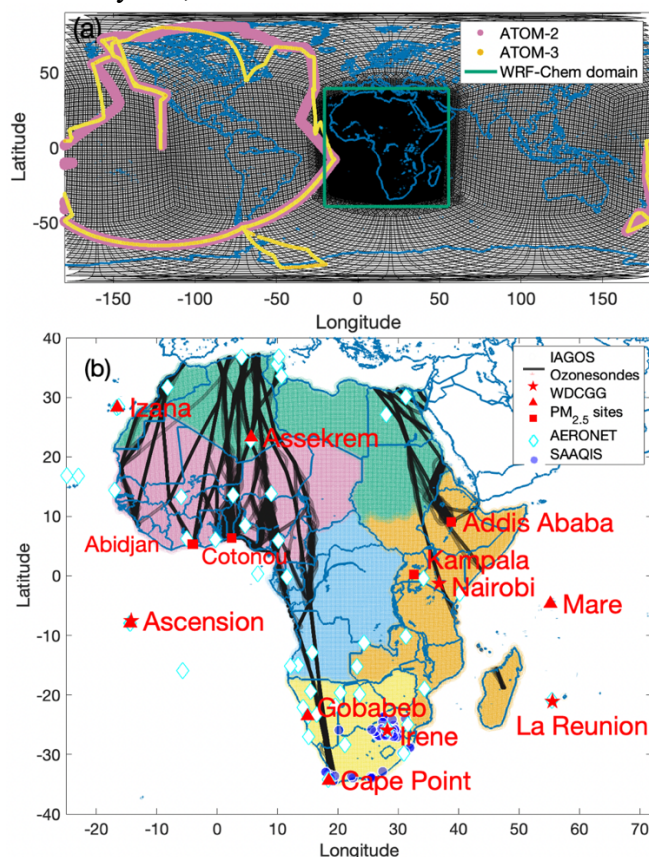 (a)
ATOM-2
ATOM-3
WRF-Chem domain
Latitude
50
0
-50
-150 -100 -50 0 50 100 150
Longitude
(b)
IAGOS
Ozonesondes
WDCGG
PM2.5 sites
AERONET
SAAQIS
Latitude
40
30
20
10
0
-10
-20
-30
-40
Izana
Assekrem
Abidjan
Cotonou
Addis Ababa
Kampala
Nairobi
Ascension
Mare
Gobabeb
Irene
La Reunion
Cape Point
-20 -10 0 10 20 30 40 50 60 70
Longitude